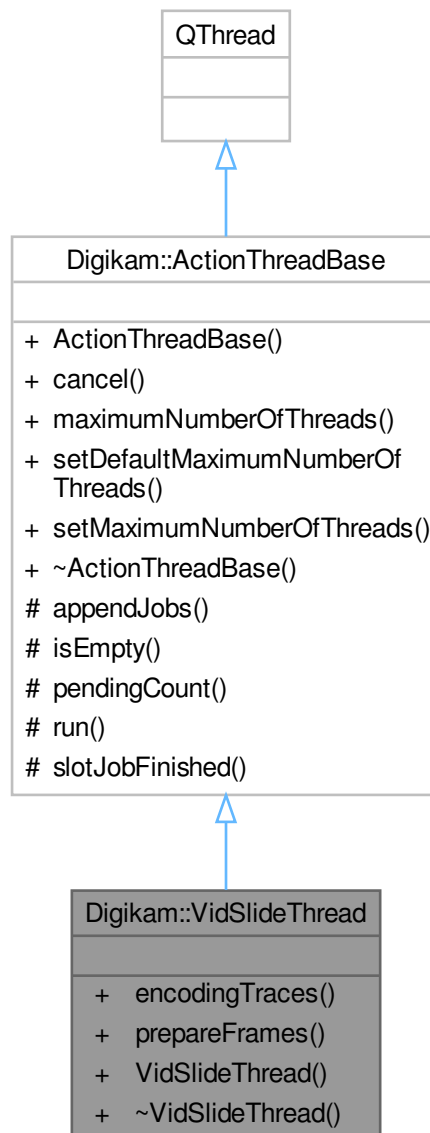 QThread
Digikam::ActionThreadBase
+ ActionThreadBase()
+ cancel()
+ maximumNumberOfThreads()
+ setDefaultMaximumNumberOf
Threads()
+ setMaximumNumberOfThreads()
+ ~ActionThreadBase()
# appendJobs()
# isEmpty()
# pendingCount()
# run()
# slotJobFinished()
Digikam::VidSlideThread
+ encodingTraces()
+ prepareFrames()
+ VidSlideThread()
+ ~VidSlideThread()